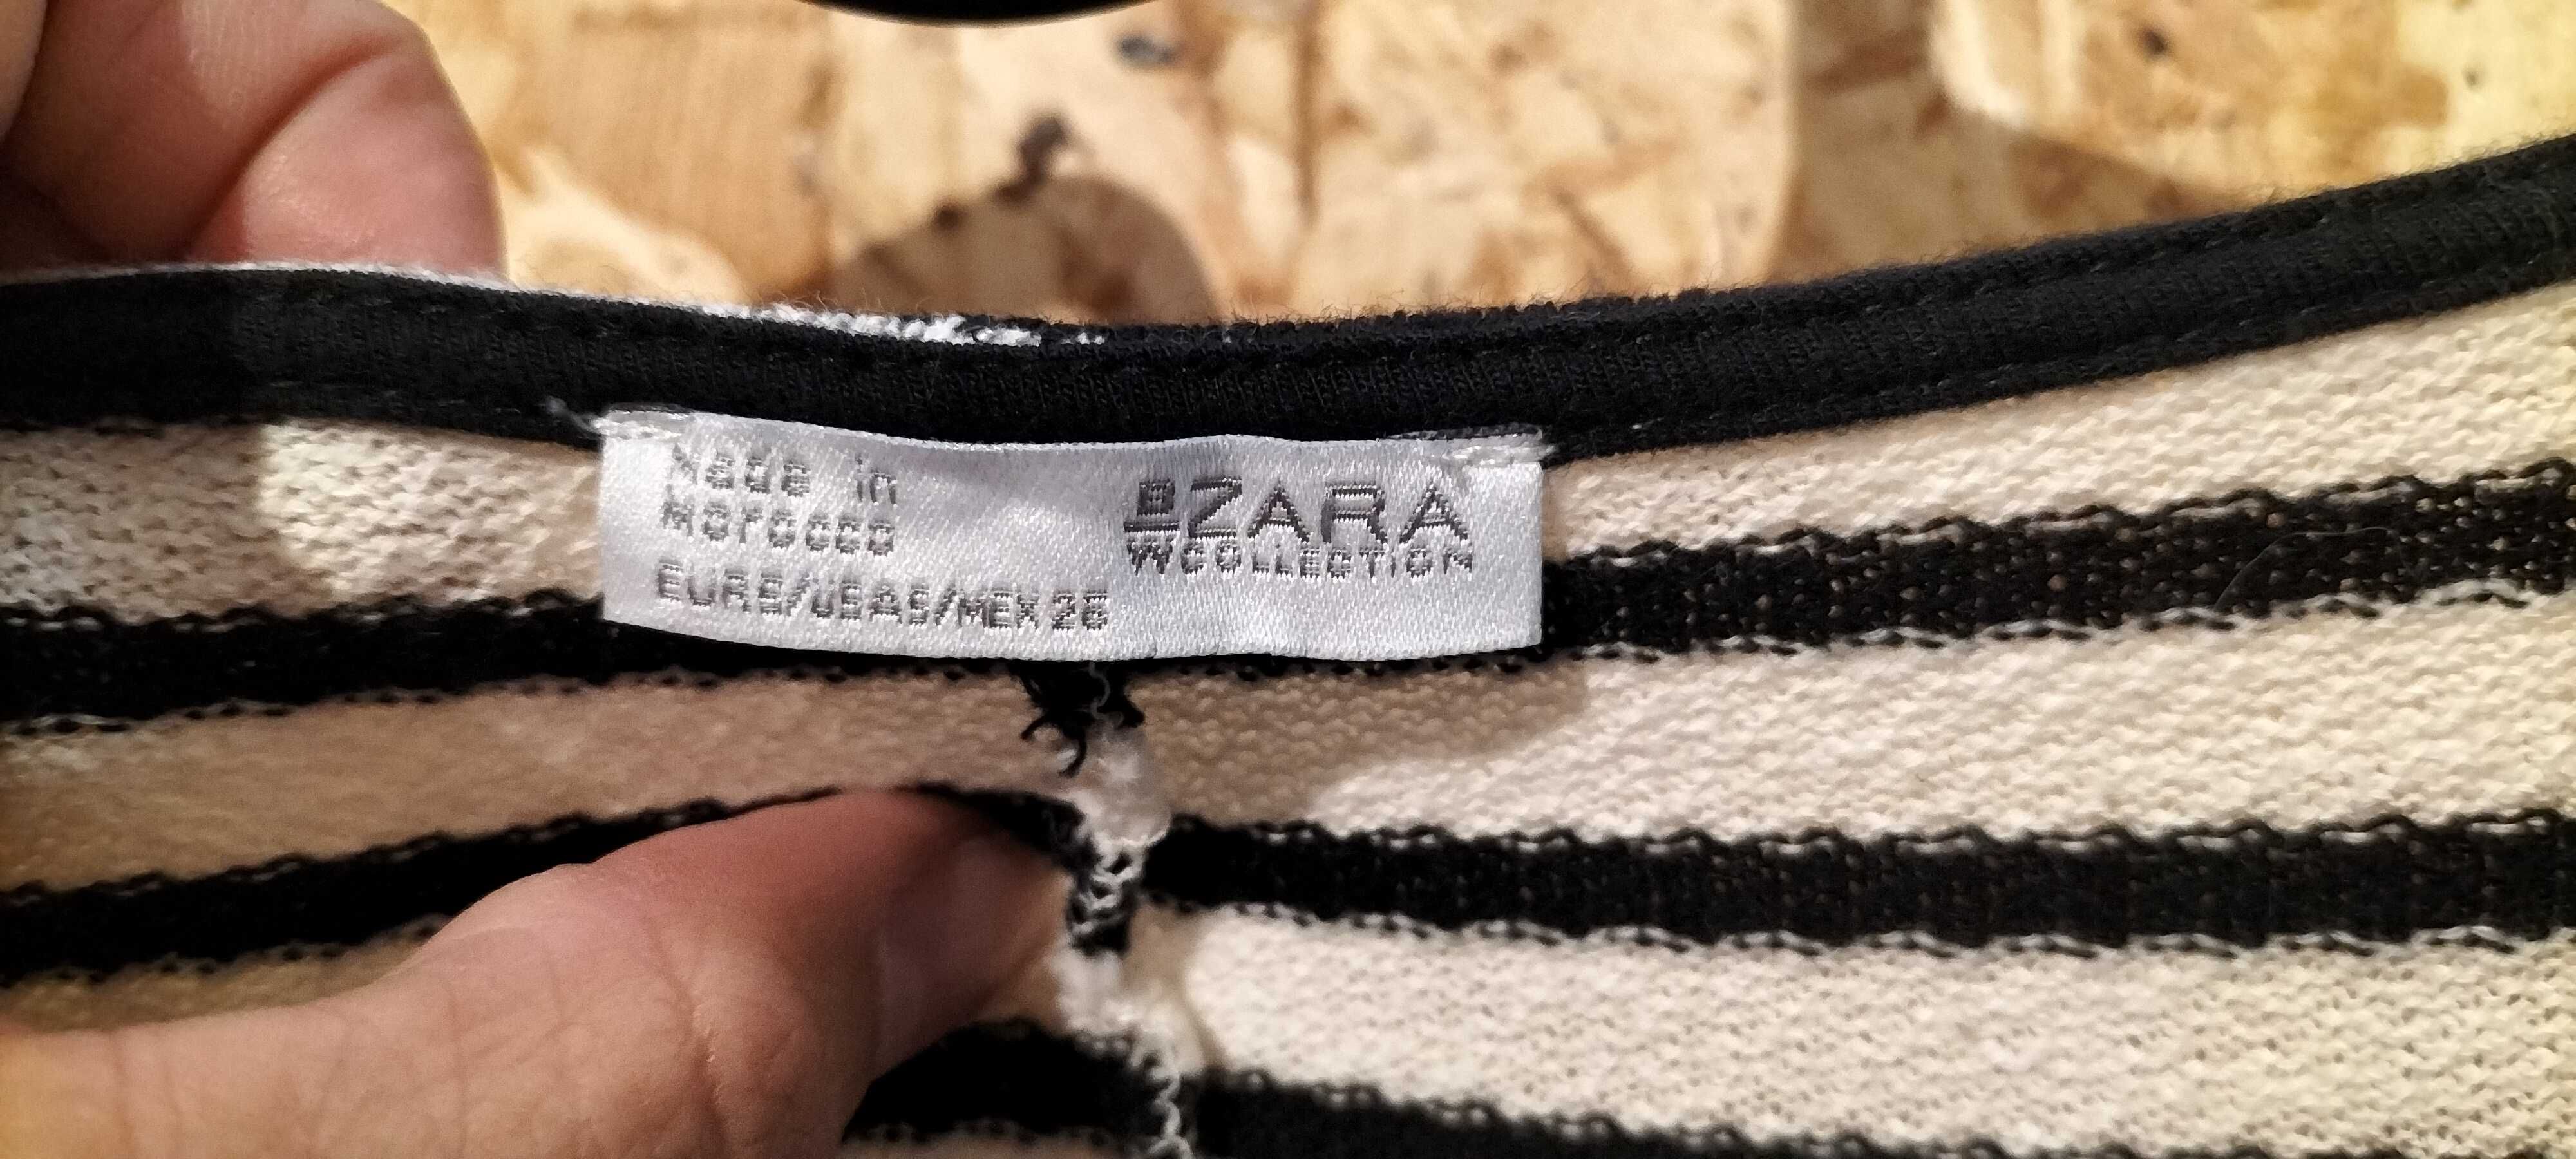 Made in
Morocco
EUR S/USA S/MEX 26
ZARA
W COLLECTION